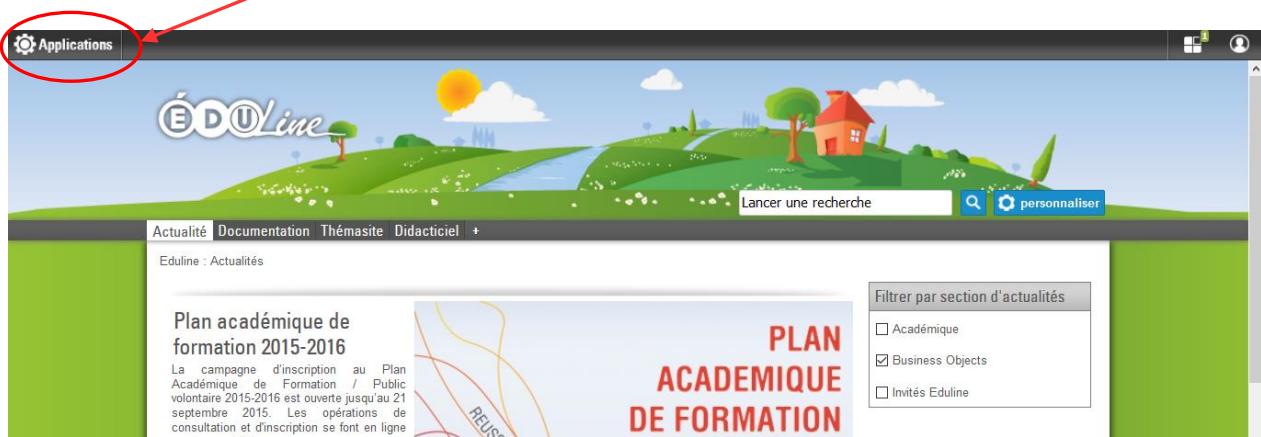 Applications
1
ÉDULine
Lancer une recherche
personnaliser
Actualité Documentation Thémasite Didacticiel +
Eduline : Actualités
Plan académique de
formation 2015-2016
La campagne d'inscription au Plan
Académique de Formation / Public
volontaire 2015-2016 est ouverte jusqu'au 21
septembre 2015. Les opérations de
consultation et d'inscription se font en ligne
REUSS
PLAN
ACADEMIQUE
DE FORMATION
Filtrer par section d'actualités
Académique
Business Objects
Invités Eduline